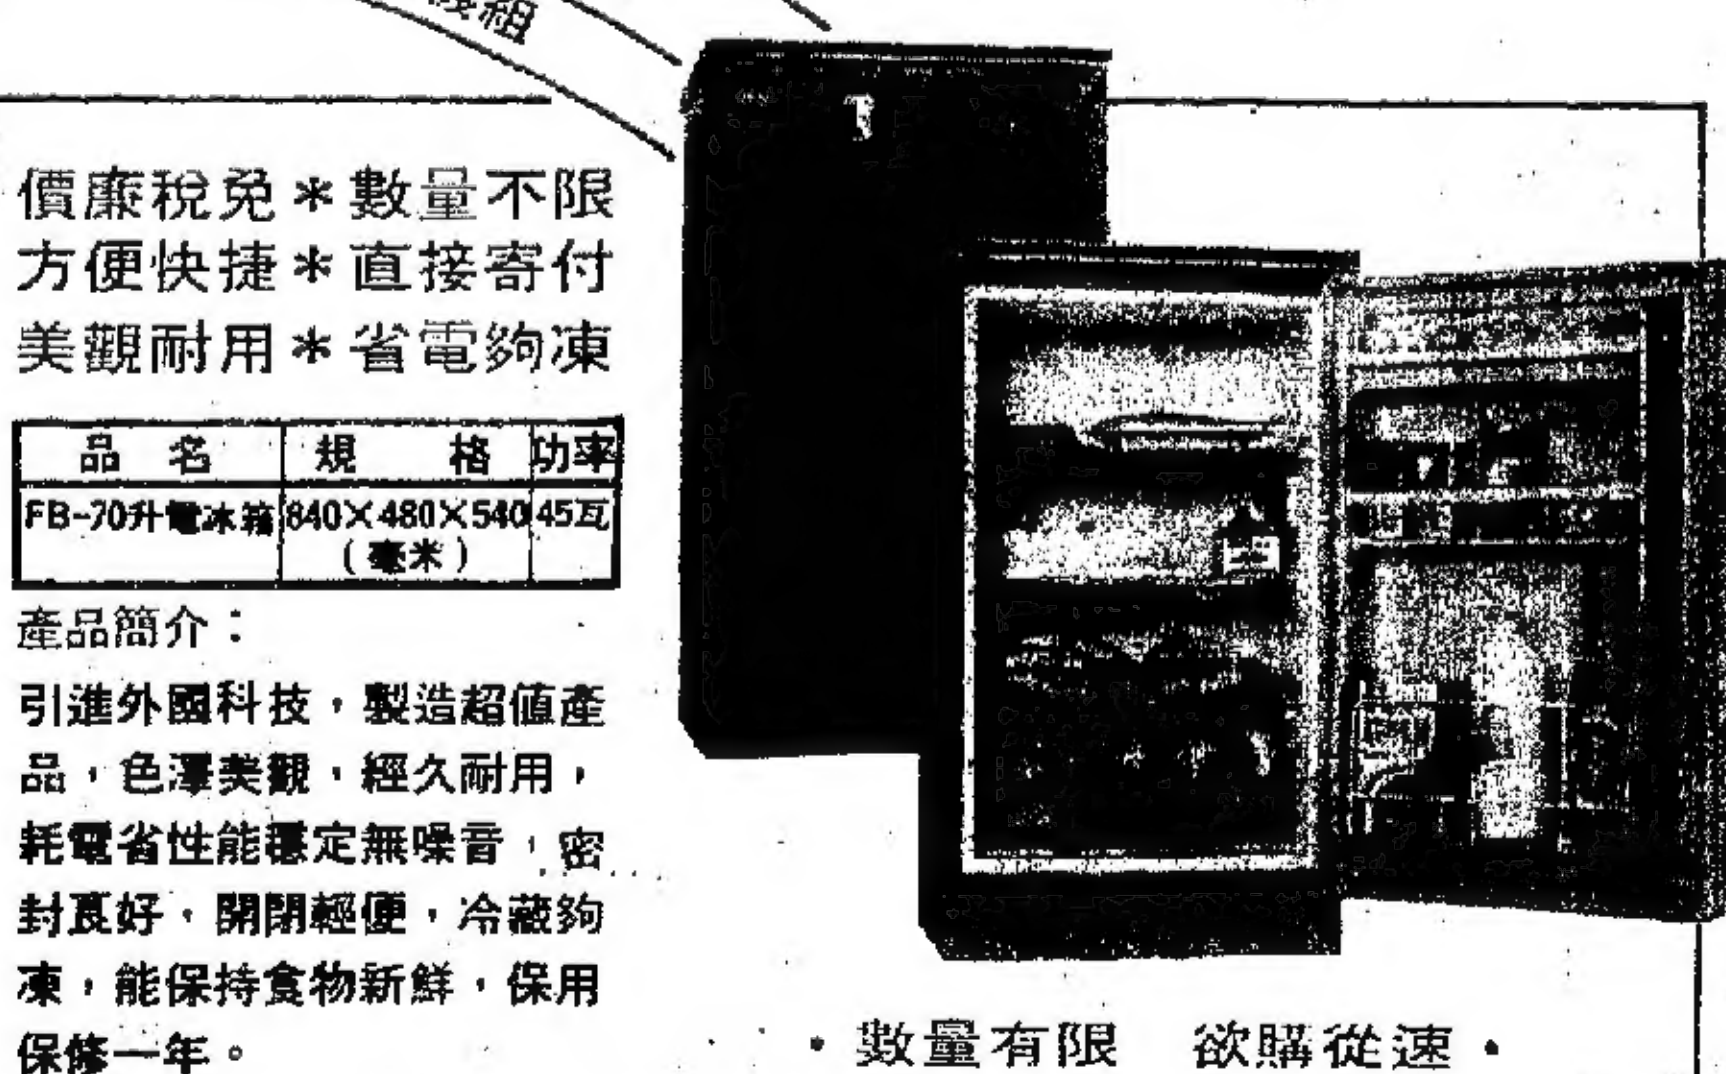 組
價廉稅免＊數量不限
方便快捷＊直接寄付
美觀耐用＊省電夠凍
品 名 規 格 功率
FB-70升電冰箱 840×480×540 45瓦
（毫米）
產品簡介：
引進外國科技，製造超值產
品，色澤美觀，經久耐用，
耗電省性能穩定無噪音，密
封良好，開閉輕便，冷藏夠
凍，能保持食物新鮮，保用
保修一年。
・數量有限 欲購從速・